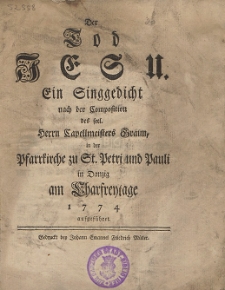 Der
Tod
JESU.
Ein Singgedicht
nach der Composition
des sel.
Herrn Capellmeisters Graun,
in der
Pfarrkirche zu St. Petri und Pauli
in Danzig
am Charfreytage
1774
aufgeführet.
Gedruckt bey Johann Emanuel Friedrich Müller.